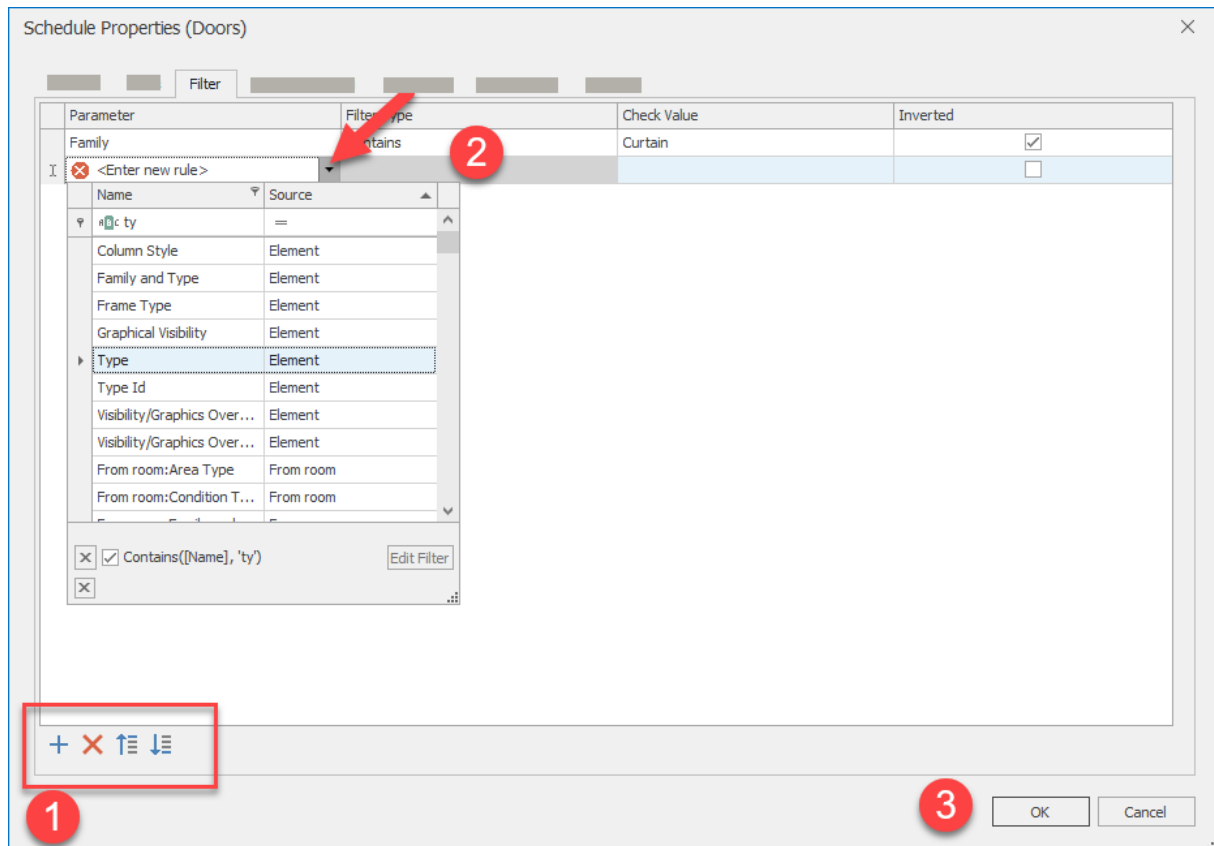 Schedule Properties (Doors)
Filter
Parameter Filter Type Check Value Inverted
Family Contains Curtain
2
<Enter new rule>
Name Source
ty =
Column Style Element
Family and Type Element
Frame Type Element
Graphical Visibility Element
Type Element
Type Id Element
Visibility/Graphics Over... Element
Visibility/Graphics Over... Element
From room:Area Type From room
From room:Condition T... From room
Contains([Name], 'ty') Edit Filter
1
3 OK Cancel